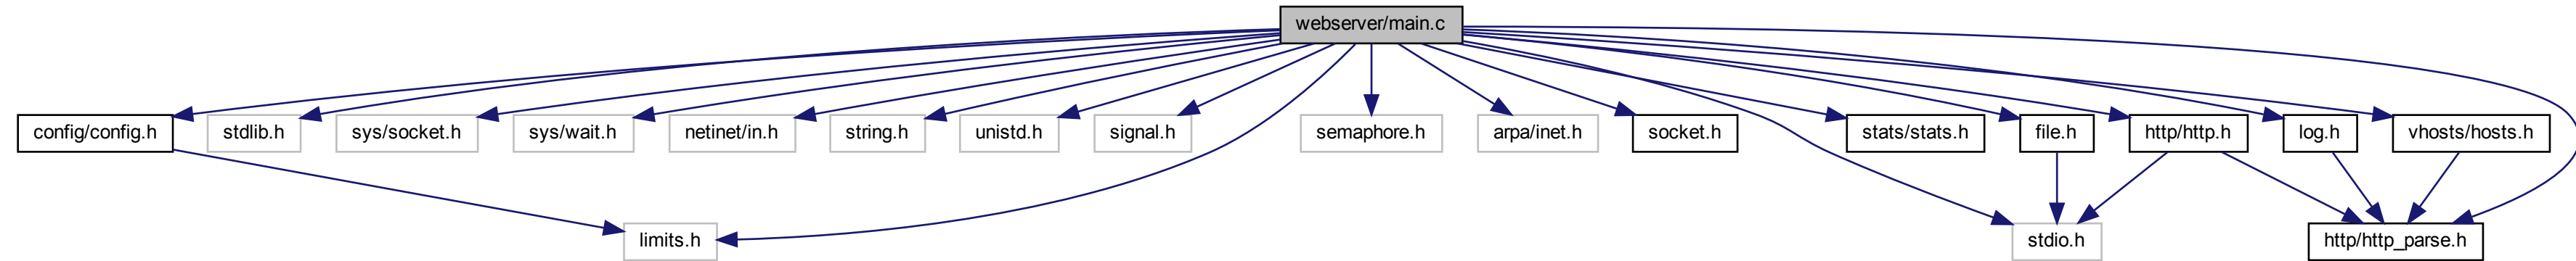 webserver/main.c
config/config.h
stdlib.h
sys/socket.h
sys/wait.h
netinet/in.h
string.h
unistd.h
signal.h
semaphore.h
arpa/inet.h
socket.h
stats/stats.h
file.h
http/http.h
log.h
vhosts/hosts.h
limits.h
stdio.h
http/http_parse.h